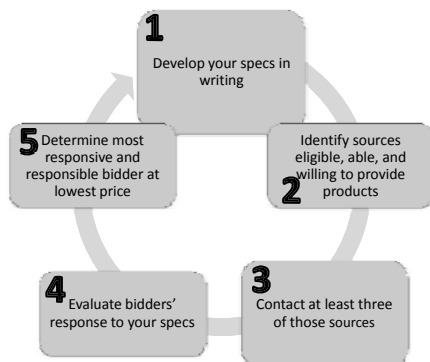 1
Develop your specs in
writing
2
Identify sources
eligible, able, and
willing to provide
products
3
Contact at least three
of those sources
4
Evaluate bidders'
response to your specs
5
Determine most
responsive and
responsible bidder at
lowest price